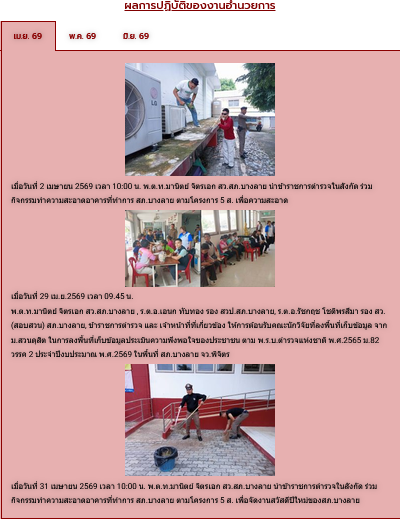 ผลการปฏิบัติของงานอำนวยการ
เม.ย. 69
พ.ค. 69
มิ.ย. 69
LG
เมื่อวันที่ 2 เมษายน 2569 เวลา 10:00 น. พ.ต.ท.มานิตย์ จิตรเอก สว.สภ.บางลาย นำข้าราชการตำรวจในสังกัด ร่วม
กิจกรรมทำความสะอาดอาคารที่ทำการ สภ.บางลาย ตามโครงการ 5 ส. เพื่อความสะอาด
เมื่อวันที่ 29 เม.ย.2569 เวลา 09.45 น.
พ.ต.ท.มานิตย์ จิตรเอก สว.สภ.บางลาย , ร.ต.อ.เอนก ทับทอง รอง สวป.สภ.บางลาย, ร.ต.อ.รัชกฤช โชติพรสีมา รอง สว.
(สอบสวน) สภ.บางลาย, ข้าราชการตำรวจ และ เจ้าหน้าที่ที่เกี่ยวข้อง ให้การต้อนรับคณะนักวิจัยที่ลงพื้นที่เก็บข้อมูล จาก
ม.สวนดุสิต ในการลงพื้นที่เก็บข้อมูลประเมินความพึงพอใจของประชาชน ตาม พ.ร.บ.ตำรวจแห่งชาติ พ.ศ.2565 ม.82
วรรค 2 ประจำปีงบประมาณ พ.ศ.2569 ในพื้นที่ สภ.บางลาย จว.พิจิตร
เมื่อวันที่ 31 เมษายน 2569 เวลา 10:00 น. พ.ต.ท.มานิตย์ จิตรเอก สว.สภ.บางลาย นำข้าราชการตำรวจในสังกัด ร่วม
กิจกรรมทำความสะอาดอาคารที่ทำการ สภ.บางลาย ตามโครงการ 5 ส. เพื่อจัดงานสวัสดีปีใหม่ของสภ.บางลาย